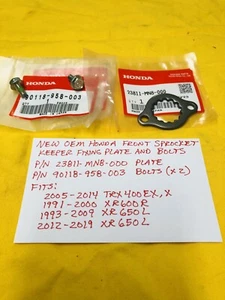 HONDA
90118-958-003
HONDA
23811-MN8-000
QTY 1
NEW OEM HONDA FRONT SPROCKET
KEEPER FIXING PLATE AND BOLTS
P/N 23811-MN8-000 PLATE
P/N 90118-958-003 BOLTS (X2)
FITS:
2005-2014 TRX400EX, X
1991-2000 XR600R
1993-2009 XR650L
2012-2019 XR650L